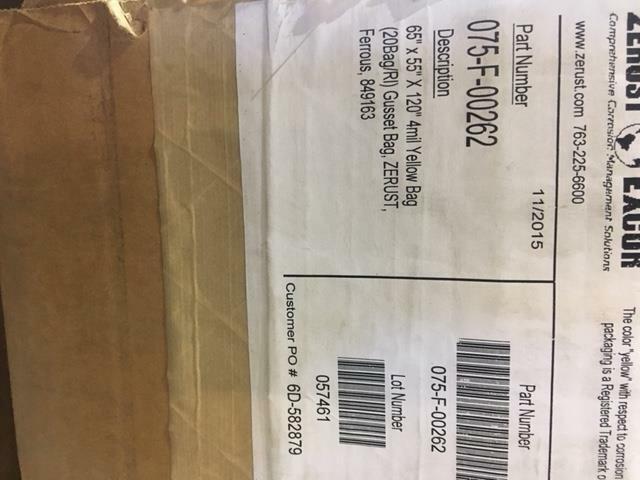 ZERUST EXCOR
Comprehensive Corrosion Management Solutions
www.zerust.com 763-225-6600
The color "yellow" with respect to corrosion
packaging is a Registered Trademark o
11/2015
Part Number
075-F-00262
Description
65" x 55" X 120" 4mil Yellow Bag
(20Bag/Rl) Gusset Bag, ZERUST,
Ferrous, 849163
Part Number
075-F-00262
Lot Number
057461
Customer PO # 6D-582879